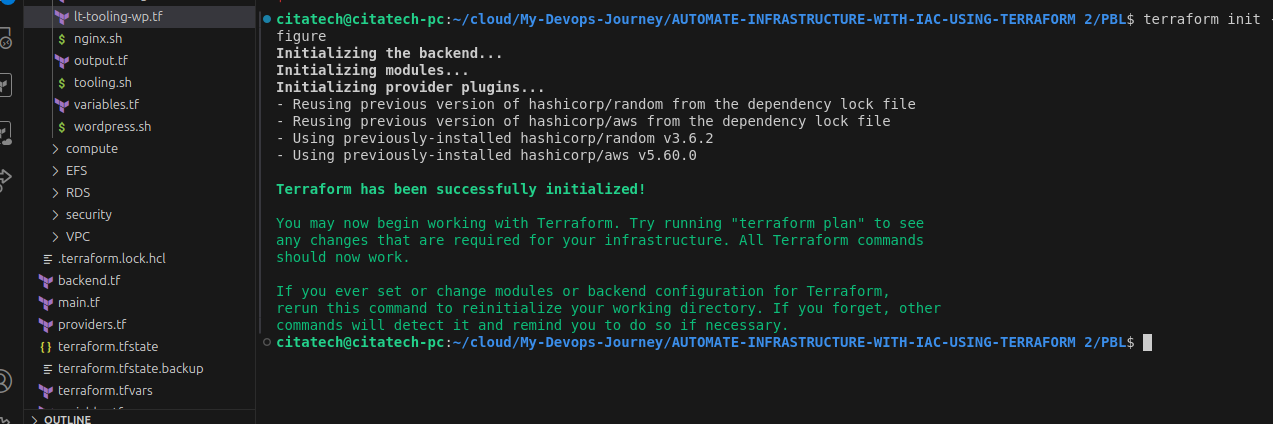 lt-tooling-wp.tf
nginx.sh
output.tf
tooling.sh
variables.tf
wordpress.sh
compute
EFS
RDS
security
VPC
.terraform.lock.hcl
backend.tf
main.tf
providers.tf
terraform.tfstate
terraform.tfstate.backup
terraform.tfvars
OUTLINE
citatech@citatech-pc:~/cloud/My-Devops-Journey/AUTOMATE-INFRASTRUCTURE-WITH-IAC-USING-TERRAFORM 2/PBL$ terraform init -
figure
Initializing the backend...
Initializing modules...
Initializing provider plugins...
- Reusing previous version of hashicorp/random from the dependency lock file
- Reusing previous version of hashicorp/aws from the dependency lock file
- Using previously-installed hashicorp/random v3.6.2
- Using previously-installed hashicorp/aws v5.60.0
Terraform has been successfully initialized!
You may now begin working with Terraform. Try running "terraform plan" to see
any changes that are required for your infrastructure. All Terraform commands
should now work.
If you ever set or change modules or backend configuration for Terraform,
rerun this command to reinitialize your working directory. If you forget, other
commands will detect it and remind you to do so if necessary.
citatech@citatech-pc:~/cloud/My-Devops-Journey/AUTOMATE-INFRASTRUCTURE-WITH-IAC-USING-TERRAFORM 2/PBL$